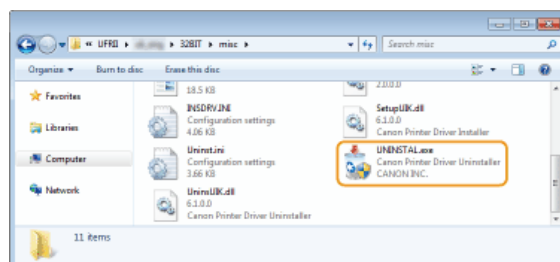 « UFRII ▸ ▸ 32BIT ▸ misc ▸
Search misc
Organize ▾ Burn to disc Erase this disc
Favorites
Libraries
Computer
Network
18.5 KB
2.0.0.0
INSDRV.INI
Configuration settings
4.06 KB
SetupUIK.dll
6.1.0.0
Canon Printer Driver Installer
Uninst.ini
Configuration settings
3.66 KB
UNINSTAL.exe
Canon Printer Driver Uninstaller
CANON INC.
UninsUIK.dll
6.1.0.0
Canon Printer Driver Uninstaller
11 items